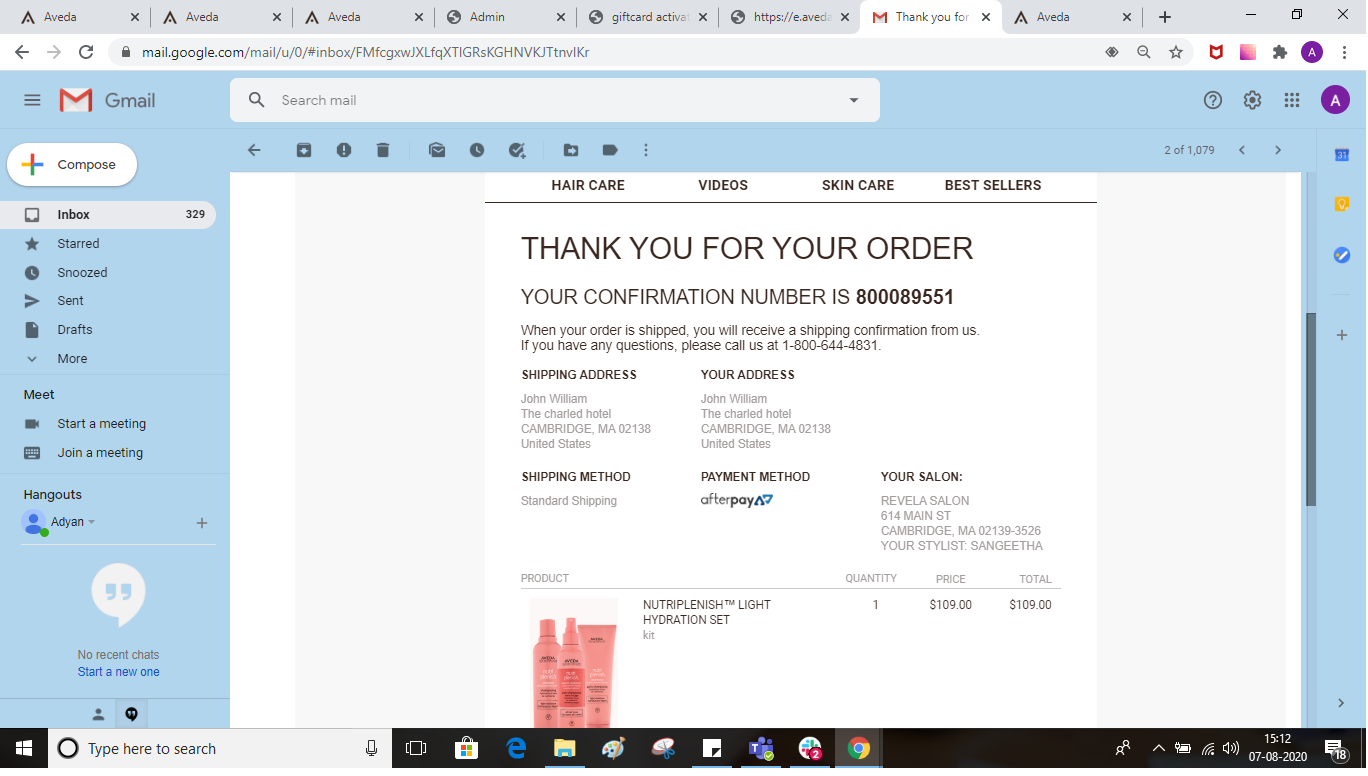 Aveda
Aveda
Aveda
Admin
giftcard activat
https://e.aveda
Thank you for
Aveda
mail.google.com/mail/u/0/#inbox/FMfcgxwJXLfqXTlGRsKGHNVKJTtnvlKr
A
Gmail
Search mail
A
Compose
2 of 1,079
31
Inbox 329
Starred
Snoozed
Sent
Drafts
More
Meet
Start a meeting
Join a meeting
Hangouts
Adyan
No recent chats
Start a new one
HAIR CARE VIDEOS SKIN CARE BEST SELLERS
THANK YOU FOR YOUR ORDER
YOUR CONFIRMATION NUMBER IS 800089551
When your order is shipped, you will receive a shipping confirmation from us.
If you have any questions, please call us at 1-800-644-4831.
SHIPPING ADDRESS
John William
The charled hotel
CAMBRIDGE, MA 02138
United States
YOUR ADDRESS
John William
The charled hotel
CAMBRIDGE, MA 02138
United States
SHIPPING METHOD
Standard Shipping
PAYMENT METHOD
afterpay
YOUR SALON:
REVELA SALON
614 MAIN ST
CAMBRIDGE, MA 02139-3526
YOUR STYLIST: SANGEETHA
PRODUCT QUANTITY PRICE TOTAL
NUTRIPLENISH™ LIGHT 1 $109.00 $109.00
HYDRATION SET
kit
AVEDA
AVEDA
AVEDA
Type here to search
2
15:12
07-08-2020
18